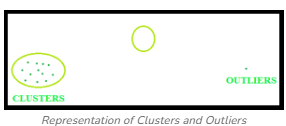 OUTLIERS
CLUSTERS
Representation of Clusters and Outliers